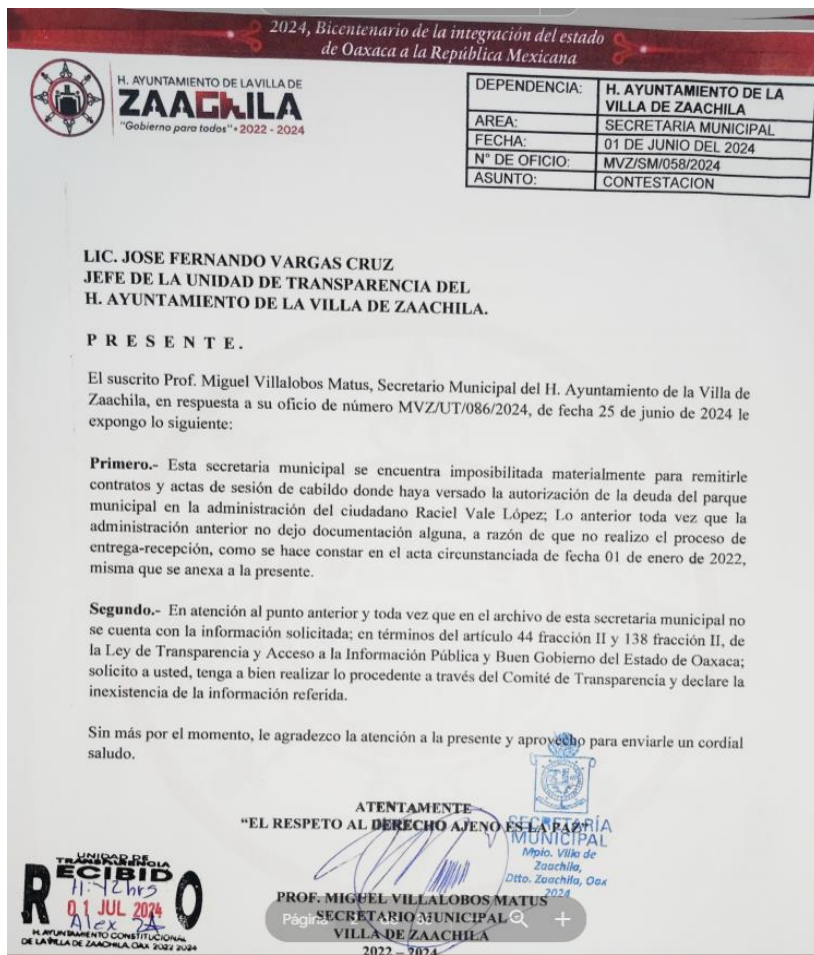 2024, Bicentenario de la integración del estado
de Oaxaca a la República Mexicana
H. AYUNTAMIENTO DE LA VILLA DE
ZAACHILA
"Gobierno para todos" • 2022 - 2024
DEPENDENCIA: H. AYUNTAMIENTO DE LA
VILLA DE ZAACHILA
AREA: SECRETARIA MUNICIPAL
FECHA: 01 DE JUNIO DEL 2024
N° DE OFICIO: MVZ/SM/058/2024
ASUNTO: CONTESTACION
LIC. JOSE FERNANDO VARGAS CRUZ
JEFE DE LA UNIDAD DE TRANSPARENCIA DEL
H. AYUNTAMIENTO DE LA VILLA DE ZAACHILA.
P R E S E N T E.
El suscrito Prof. Miguel Villalobos Matus, Secretario Municipal del H. Ayuntamiento de la Villa de
Zaachila, en respuesta a su oficio de número MVZ/UT/086/2024, de fecha 25 de junio de 2024 le
expongo lo siguiente:
Primero.- Esta secretaria municipal se encuentra imposibilitada materialmente para remitirle
contratos y actas de sesión de cabildo donde haya versado la autorización de la deuda del parque
municipal en la administración del ciudadano Raciel Vale López; Lo anterior toda vez que la
administración anterior no dejo documentación alguna, a razón de que no realizo el proceso de
entrega-recepción, como se hace constar en el acta circunstanciada de fecha 01 de enero de 2022,
misma que se anexa a la presente.
Segundo.- En atención al punto anterior y toda vez que en el archivo de esta secretaria municipal no
se cuenta con la información solicitada; en términos del artículo 44 fracción II y 138 fracción II, de
la Ley de Transparencia y Acceso a la Información Pública y Buen Gobierno del Estado de Oaxaca;
solicito a usted, tenga a bien realizar lo procedente a través del Comité de Transparencia y declare la
inexistencia de la información referida.
Sin más por el momento, le agradezco la atención a la presente y aprovecho para enviarle un cordial
saludo.
ATENTAMENTE
"EL RESPETO AL DERECHO AJENO ES LA PAZ"
SECRETARÍA
MUNICIPAL
Mpio. Villa de
Zaachila,
Dtto. Zaachila, Oax
2024
UNIDAD DE
TRANSPARENCIA
RECIBIDO
11:42hrs
01 JUL 2024
Alex
H. AYUNTAMIENTO CONSTITUCIONAL
DE LA VILLA DE ZAACHILA, OAX 2022 2024
PROF. MIGUEL VILLALOBOS MATUS
SECRETARIO MUNICIPAL
VILLA DE ZAACHILA
2022 – 2024
Página